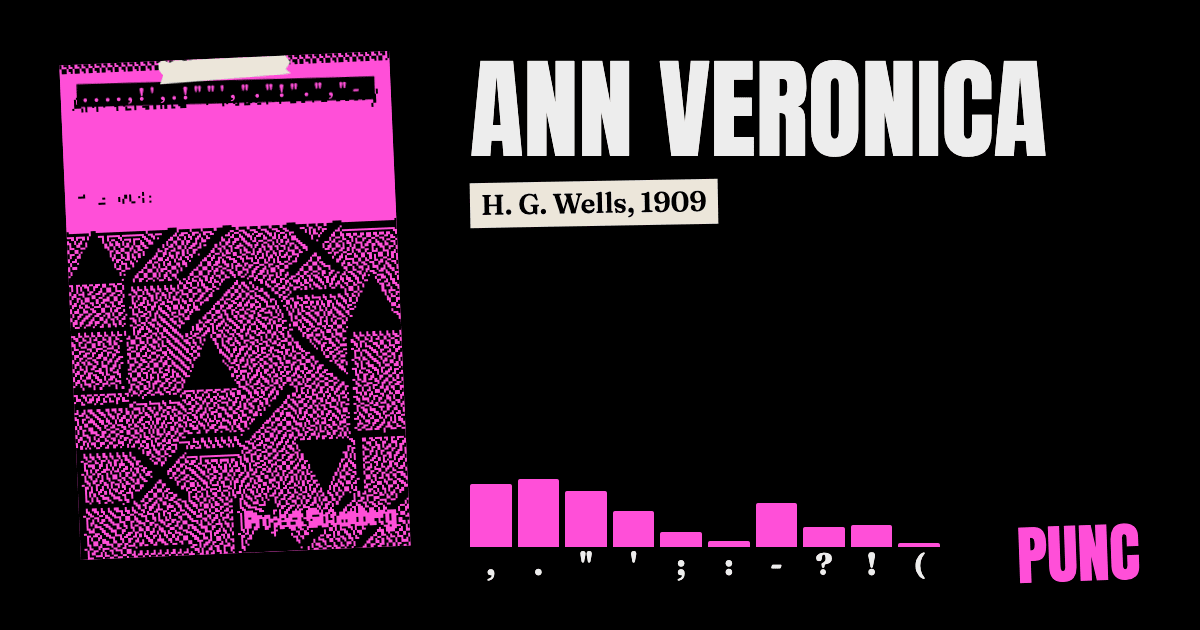 ....,!',.!""',"."!".","-
ANN VERONICA
H. G. Wells, 1909
, . " ' ; : - ? ! (
PUNC